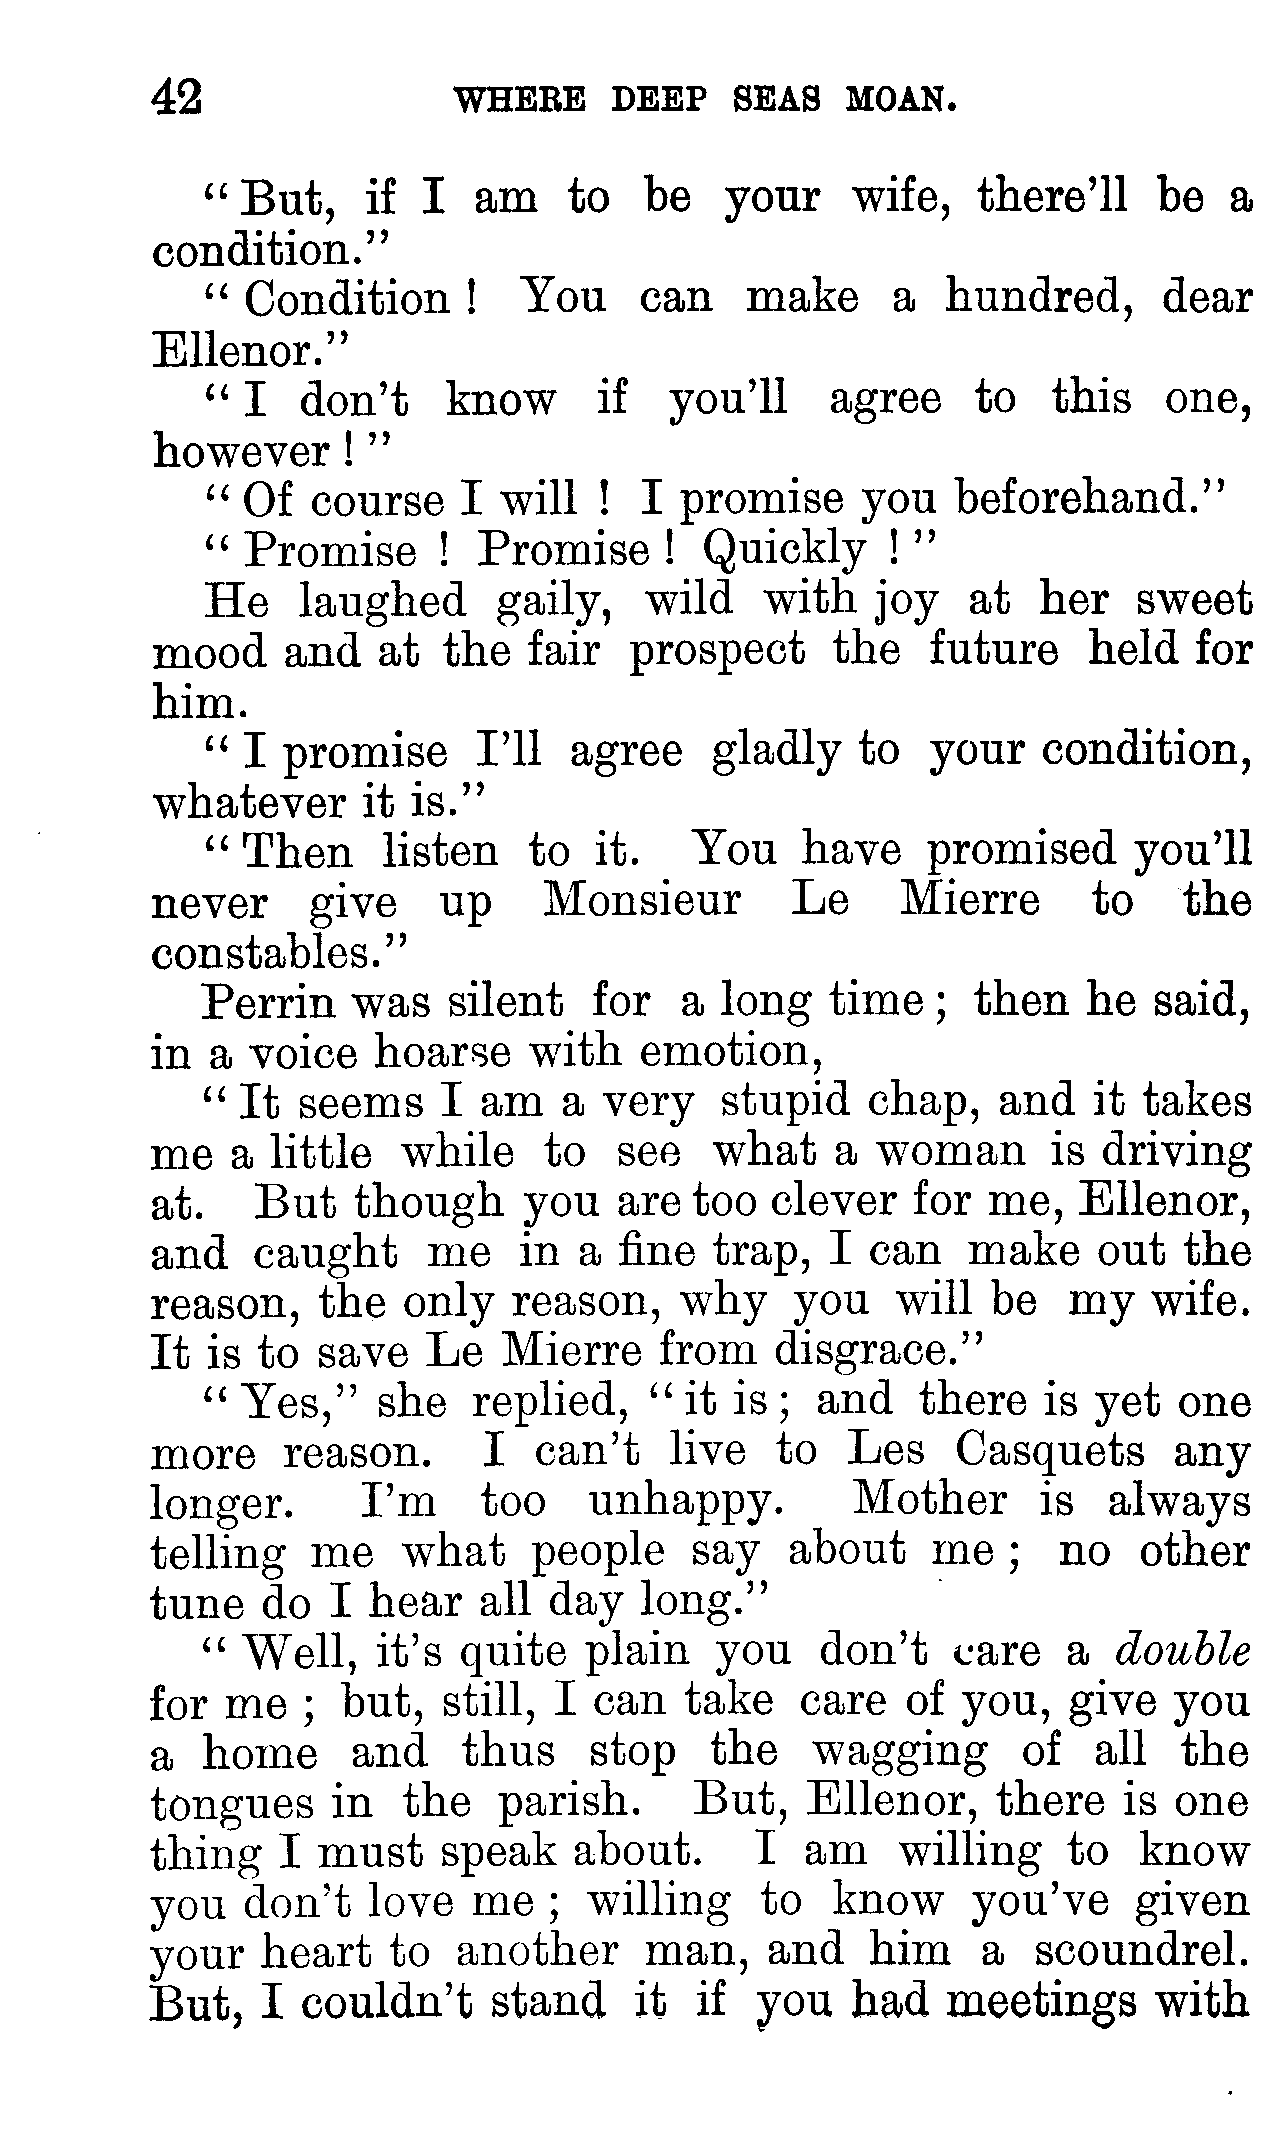 42 WHERE DEEP SEAS MOAN.
“ But, if I am to be your wife, there’ll be a
condition.”
“ Condition ! You can make a hundred, dear
Ellenor.”
“ I don’t know if you’ll agree to this one,
however ! ”
“ Of course I will ! I promise you beforehand.”
“ Promise ! Promise ! Quickly ! ”
He laughed gaily, wild with joy at her sweet
mood and at the fair prospect the future held for
him.
“ I promise I’ll agree gladly to your condition,
whatever it is.”
“ Then listen to it. You have promised you’ll
never give up Monsieur Le Mierre to the
constables.”
Perrin was silent for a long time ; then he said,
in a voice hoarse with emotion,
“ It seems I am a very stupid chap, and it takes
me a little while to see what a woman is driving
at. But though you are too clever for me, Ellenor,
and caught me in a fine trap, I can make out the
reason, the only reason, why you will be my wife.
It is to save Le Mierre from disgrace.”
“ Yes,” she replied, “ it is ; and there is yet one
more reason. I can’t live to Les Casquets any
longer. I’m too unhappy. Mother is always
telling me what people say about me ; no other
tune do I hear all day long.”
“ Well, it’s quite plain you don’t care a double
for me ; but, still, I can take care of you, give you
a home and thus stop the wagging of all the
tongues in the parish. But, Ellenor, there is one
thing I must speak about. I am willing to know
you don’t love me ; willing to know you’ve given
your heart to another man, and him a scoundrel.
But, I couldn’t stand it if you had meetings with